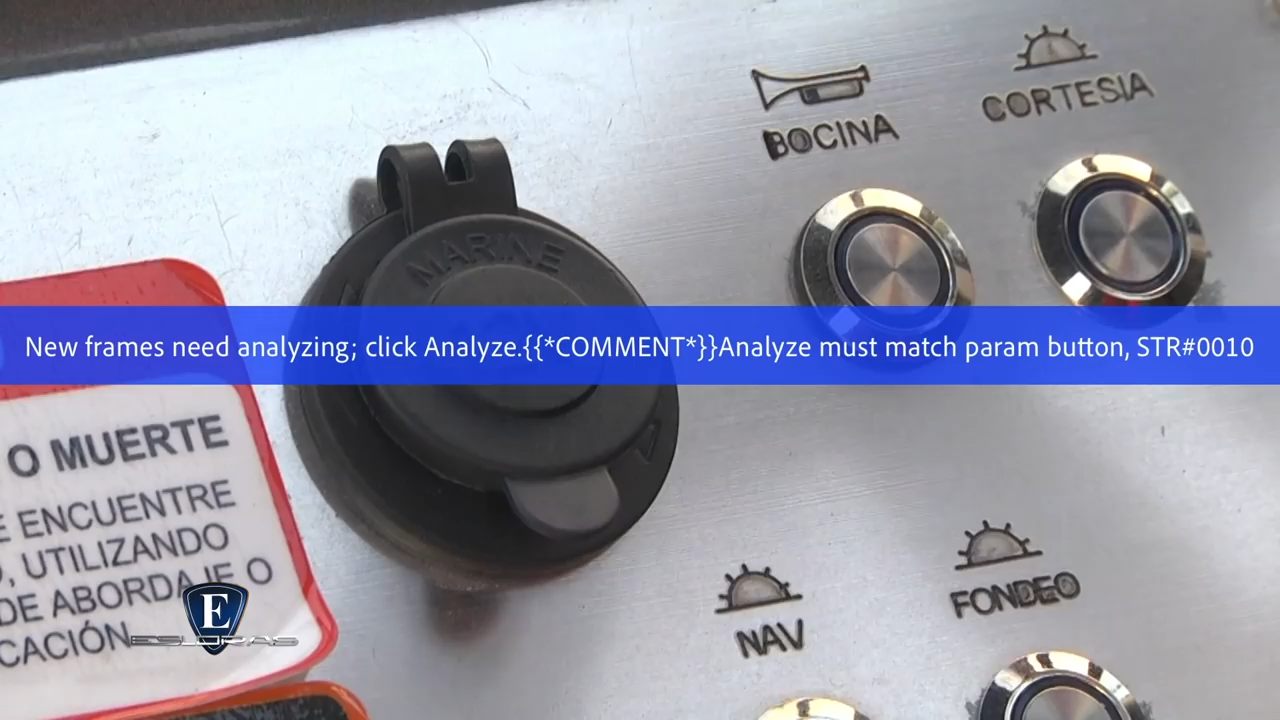 CORTESIA
BOCINA
MARINE
New frames need analyzing; click Analyze.{{*COMMENT*}}Analyze must match param button, STR#0010
O MUERTE
ENCUENTRE
UTILIZANDO
DE ABORDAJE O
CACIÓN
E
ESLORAS
FONDEO
NAV